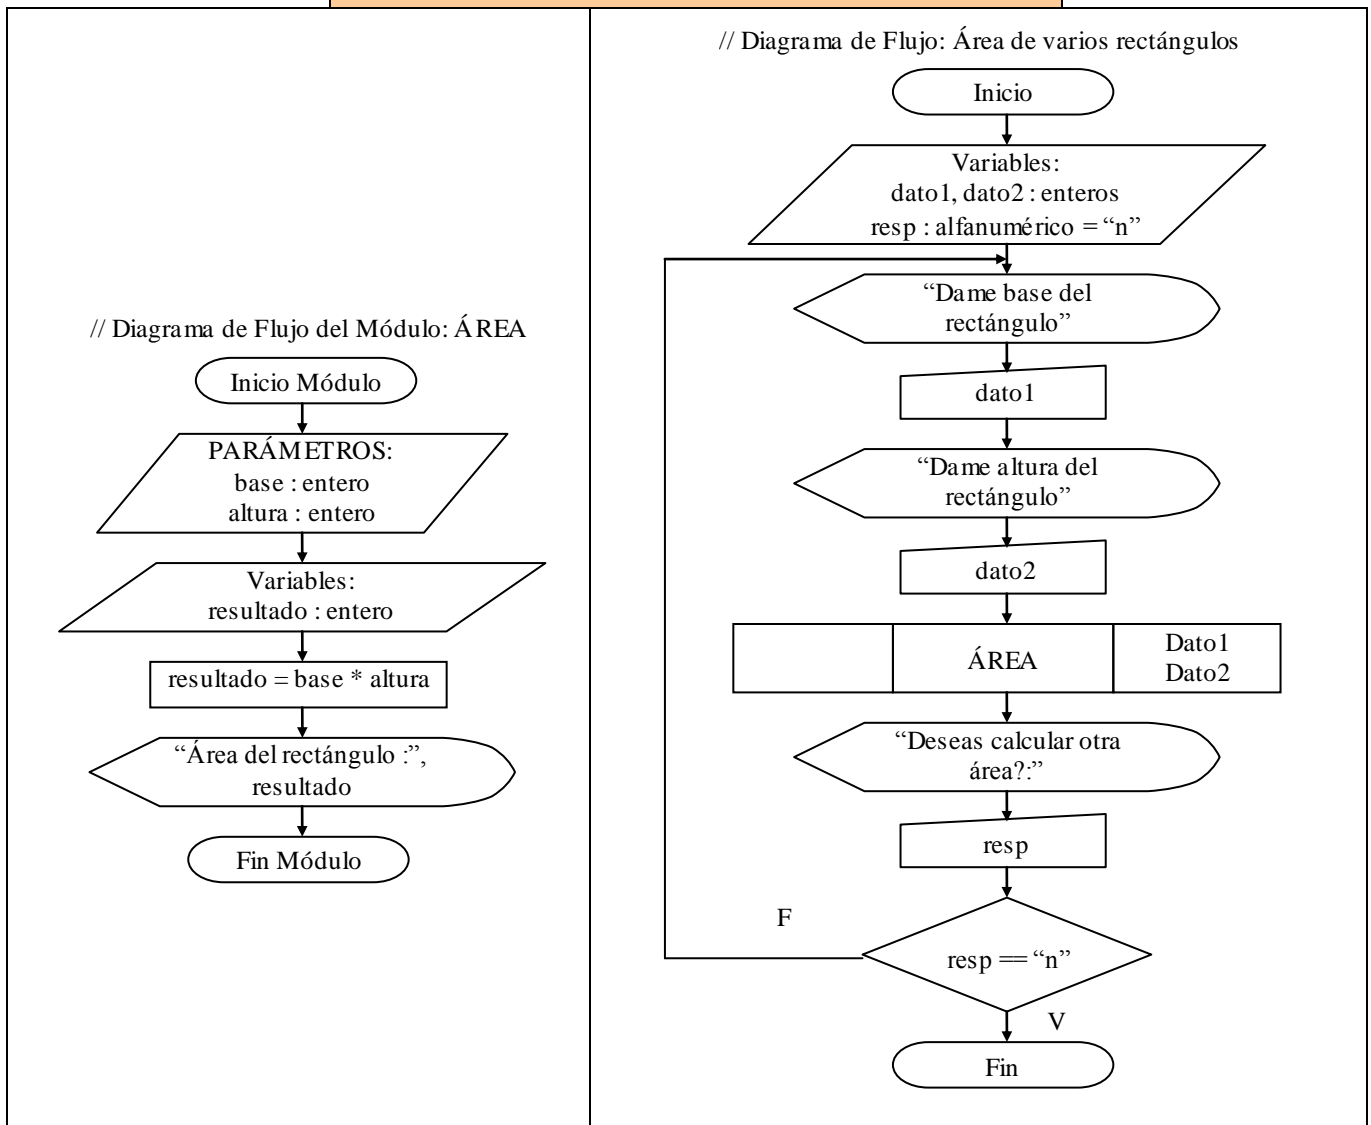 // Diagrama de Flujo del Módulo: ÁREA
Inicio Módulo
PARÁMETROS:
base : entero
altura : entero
Variables:
resultado : entero
resultado = base * altura
“Área del rectángulo :”,
resultado
Fin Módulo
// Diagrama de Flujo: Área de varios rectángulos
Inicio
Variables:
dato1, dato2 : enteros
resp : alfanumérico = “n”
“Dame base del
rectángulo”
dato1
“Dame altura del
rectángulo”
dato2
ÁREA
Dato1
Dato2
“Deseas calcular otra
área?:”
resp
F
resp == “n”
V
Fin